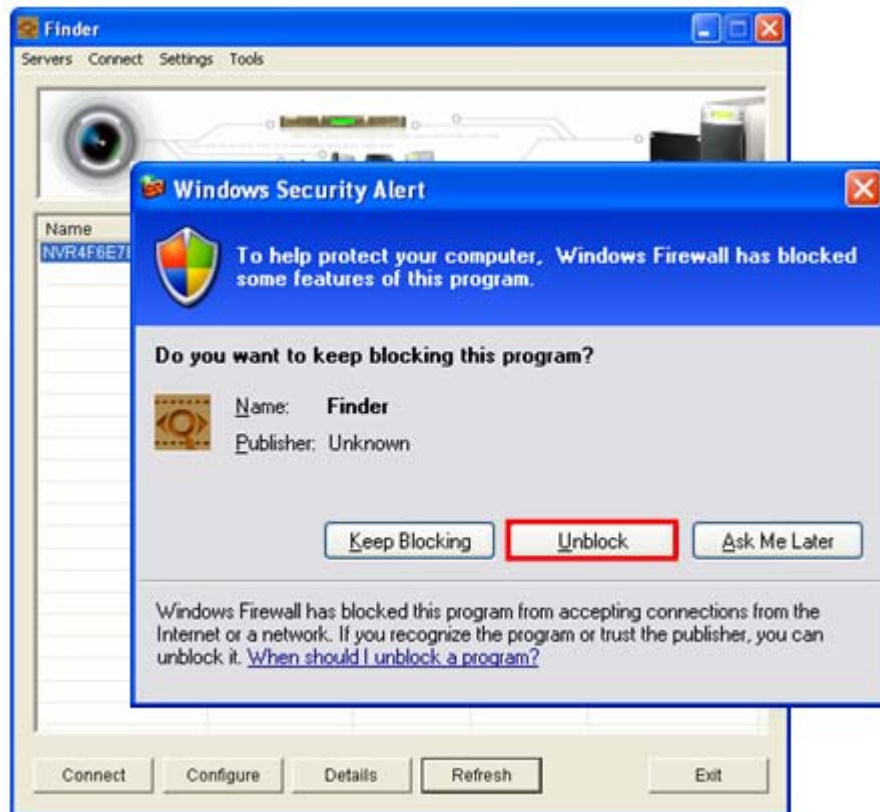 Finder
Servers Connect Settings Tools
Name
NVR4F6E7
Windows Security Alert
To help protect your computer, Windows Firewall has blocked
some features of this program.
Do you want to keep blocking this program?
Name: Finder
Publisher: Unknown
Keep Blocking Unblock Ask Me Later
Windows Firewall has blocked this program from accepting connections from the
Internet or a network. If you recognize the program or trust the publisher, you can
unblock it. When should I unblock a program?
Connect Configure Details Refresh Exit